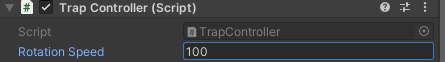 Trap Controller (Script)
Script TrapController
Rotation Speed 100